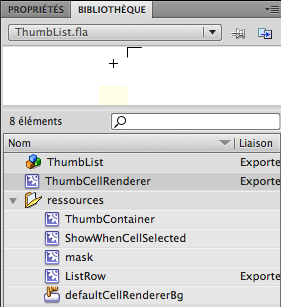 PROPRIÉTÉS BIBLIOTHÈQUE
ThumbList.fla
8 éléments
Nom Liaison
ThumbList Exporte
ThumbCellRenderer Exporte
ressources
ThumbContainer
ShowWhenCellSelected
mask
ListRow Exporte
defaultCellRendererBg